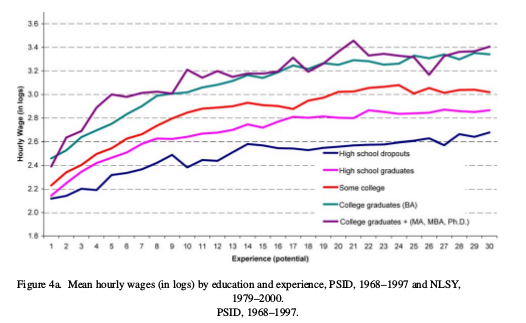 3.6
3.4
3.2
3.0
2.8
2.6
2.4
2.2
2.0
1.8
Hourly Wage (in logs)
High school dropouts
High school graduates
Some college
College graduates (BA)
College graduates + (MA, MBA, Ph.D.)
1 2 3 4 5 6 7 8 9 10 11 12 13 14 15 16 17 18 19 20 21 22 23 24 25 26 27 28 29 30
Experience (potential)
Figure 4a. Mean hourly wages (in logs) by education and experience, PSID, 1968–1997 and NLSY,
1979–2000.
PSID, 1968–1997.